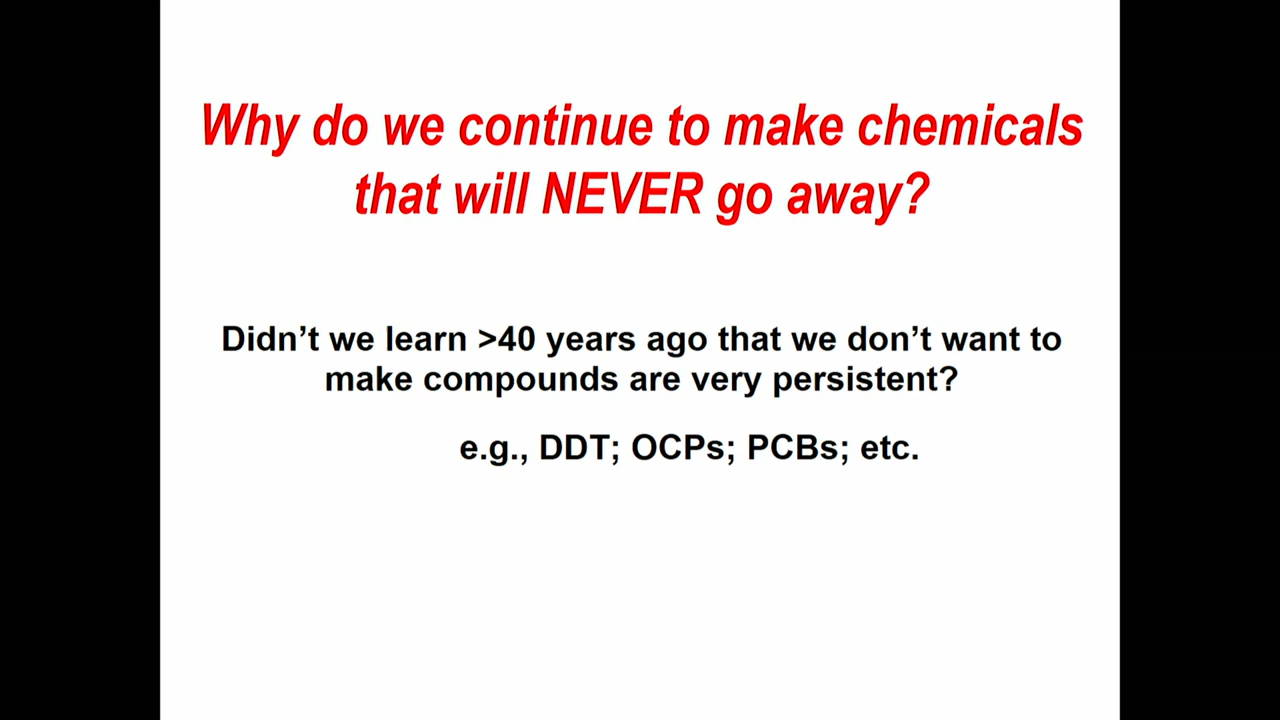 Why do we continue to make chemicals
that will NEVER go away?
Didn’t we learn >40 years ago that we don’t want to
make compounds are very persistent?
e.g., DDT; OCPs; PCBs; etc.